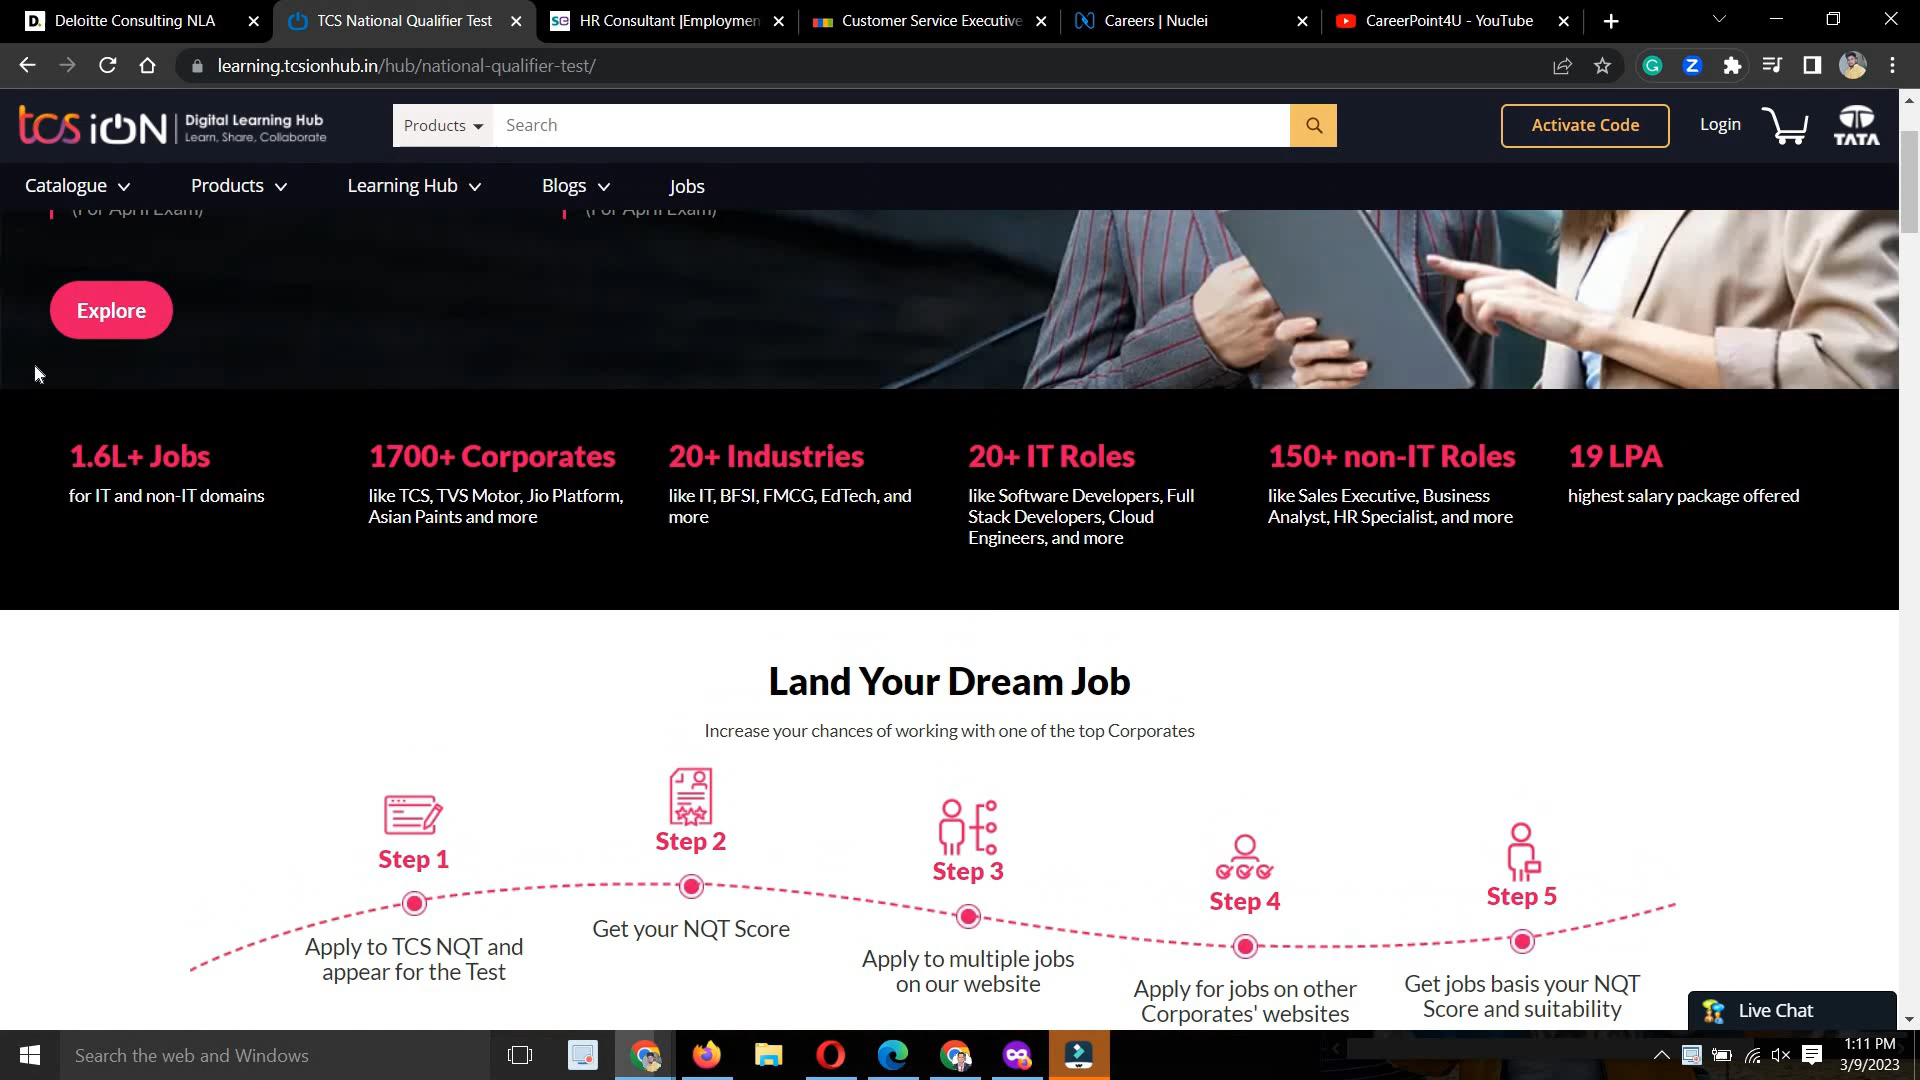 Deloitte Consulting NLA
TCS National Qualifier Test
HR Consultant |Employmen
Customer Service Executive
Careers | Nuclei
CareerPoint4U - YouTube
learning.tcsionhub.in/hub/national-qualifier-test/
tcs iON
Digital Learning Hub
Learn, Share, Collaborate
Products
Search
Activate Code
Login
TATA
Catalogue
Products
Learning Hub
Blogs
Jobs
(For April Exam)
(For April Exam)
Explore
1.6L+ Jobs
for IT and non-IT domains
1700+ Corporates
like TCS, TVS Motor, Jio Platform,
Asian Paints and more
20+ Industries
like IT, BFSI, FMCG, EdTech, and
more
20+ IT Roles
like Software Developers, Full
Stack Developers, Cloud
Engineers, and more
150+ non-IT Roles
like Sales Executive, Business
Analyst, HR Specialist, and more
19 LPA
highest salary package offered
Land Your Dream Job
Increase your chances of working with one of the top Corporates
Step 1
Apply to TCS NQT and
appear for the Test
Step 2
Get your NQT Score
Step 3
Apply to multiple jobs
on our website
Step 4
Apply for jobs on other
Corporates' websites
Step 5
Get jobs basis your NQT
Score and suitability
Live Chat
Search the web and Windows
1:11 PM
3/9/2023